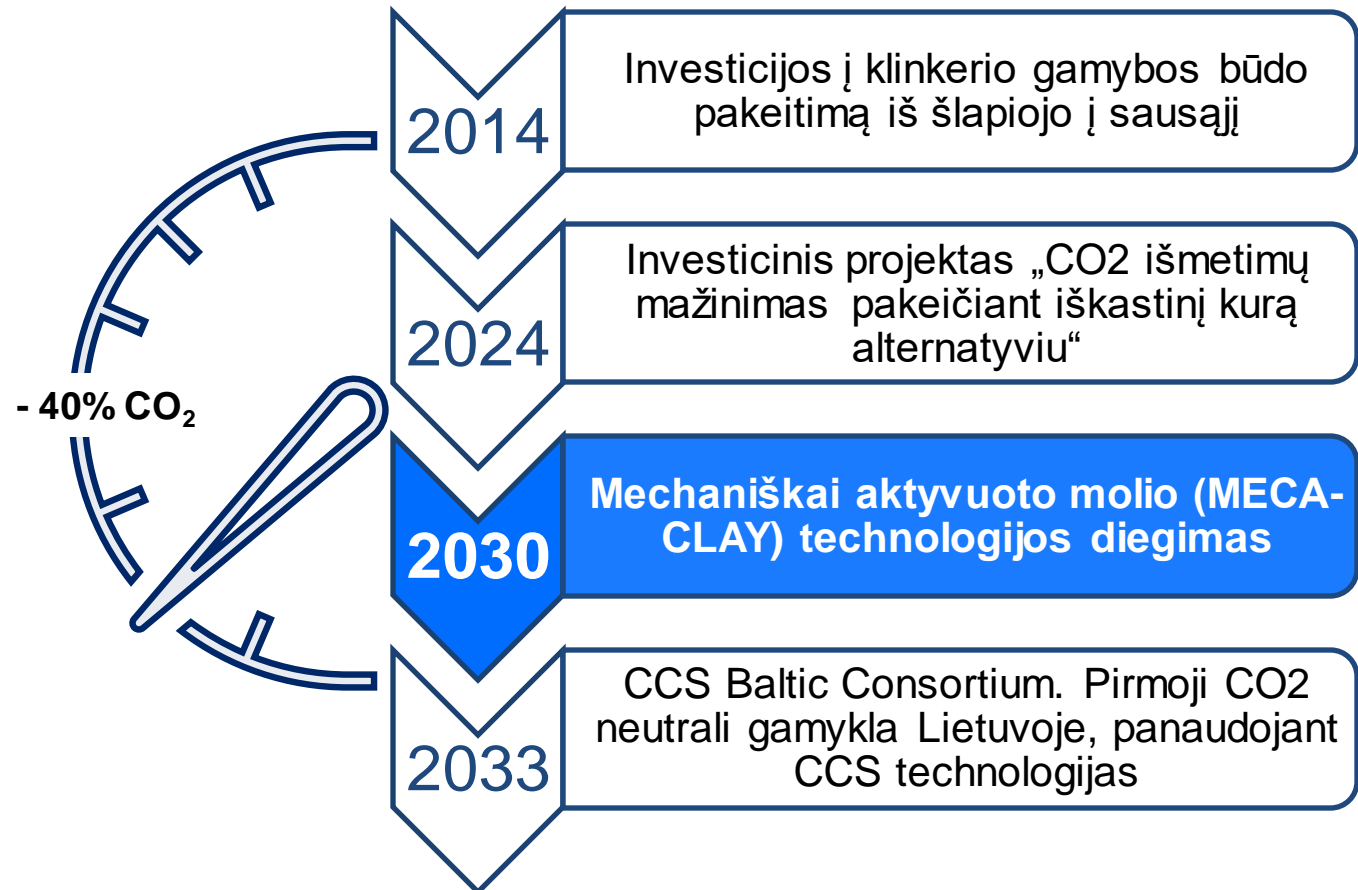 2014
Investicijos į klinkerio gamybos būdo
pakeitimą iš šlapiojo į sausąjį
2024
Investicinis projektas „CO2 išmetimų
mažinimas pakeičiant iškastinį kurą
alternatyviu“
- 40% CO₂
2030
Mechaniškai aktyvuoto molio (MECA-
CLAY) technologijos diegimas
2033
CCS Baltic Consortium. Pirmoji CO2
neutrali gamykla Lietuvoje, panaudojant
CCS technologijas